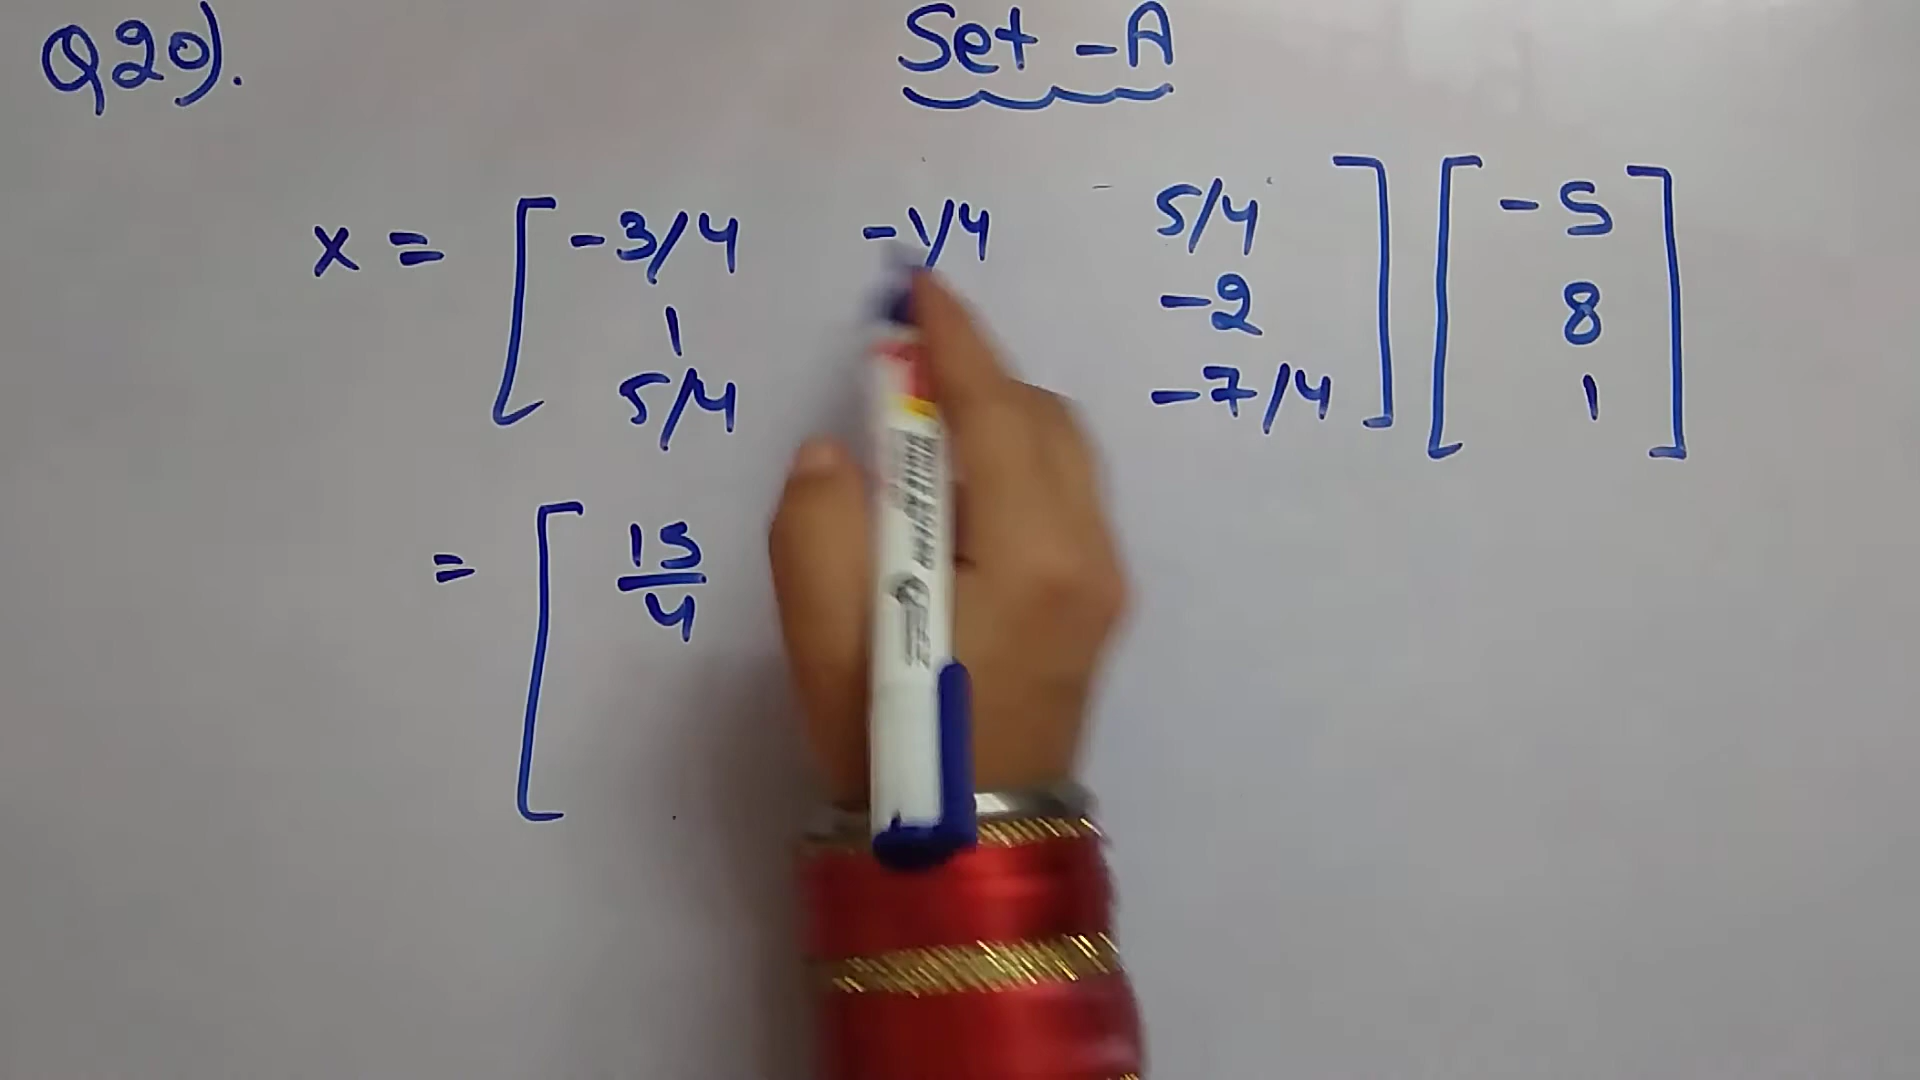 Q20). Set - A
x = [ -3/4 -1/4 5/4 ] [ -5 ]
1 -2 8
5/4 -7/4 1
= [ 15/4